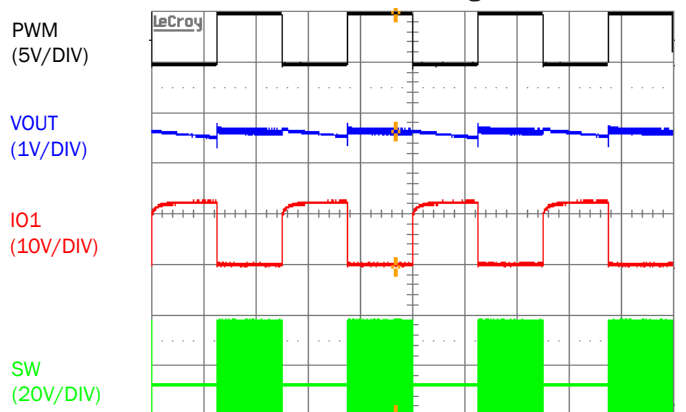 LeCroy
PWM
(5V/DIV)
VOUT
(1V/DIV)
IO1
(10V/DIV)
SW
(20V/DIV)